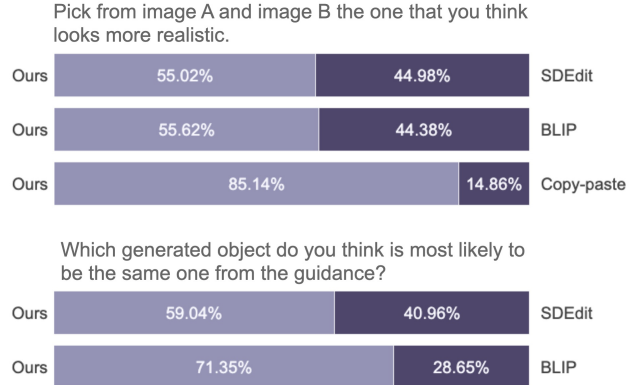 Pick from image A and image B the one that you think
looks more realistic.
Ours 55.02% 44.98% SDEdit
Ours 55.62% 44.38% BLIP
Ours 85.14% 14.86% Copy-paste
Which generated object do you think is most likely to
be the same one from the guidance?
Ours 59.04% 40.96% SDEdit
Ours 71.35% 28.65% BLIP